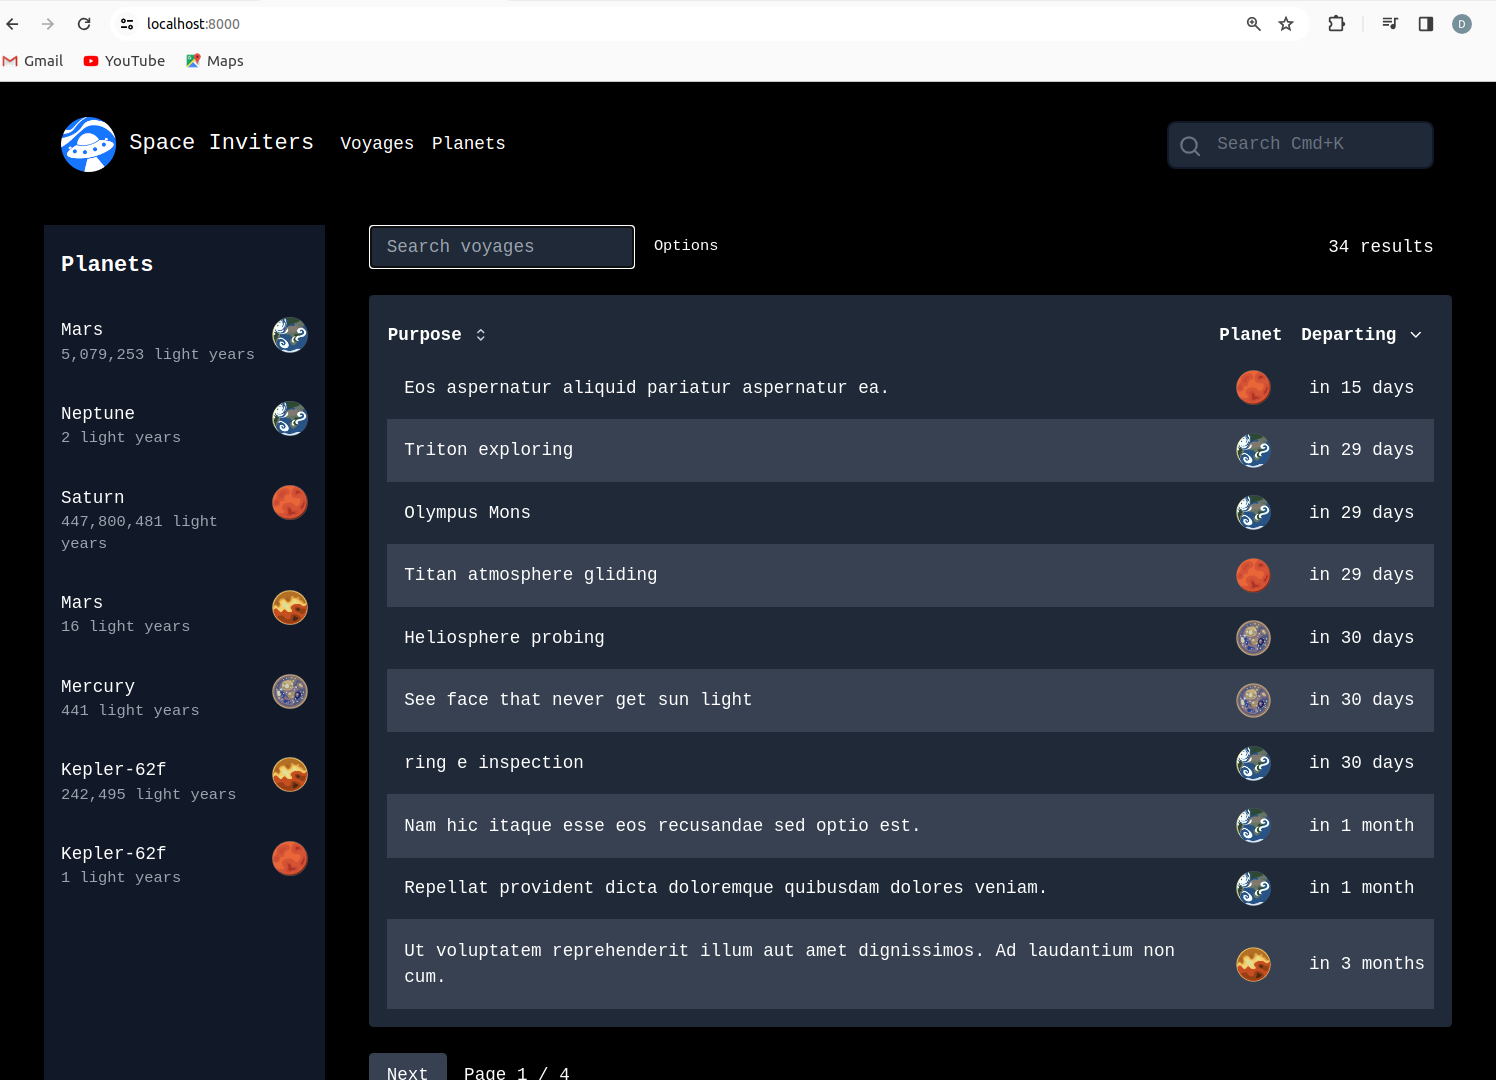 localhost:8000
Gmail YouTube Maps
Space Inviters Voyages Planets Search Cmd+K
Planets
Mars
5,079,253 light years
Neptune
2 light years
Saturn
447,800,481 light
years
Mars
16 light years
Mercury
441 light years
Kepler-62f
242,495 light years
Kepler-62f
1 light years
Search voyages Options 34 results
Purpose Planet Departing
Eos aspernatur aliquid pariatur aspernatur ea. in 15 days
Triton exploring in 29 days
Olympus Mons in 29 days
Titan atmosphere gliding in 29 days
Heliosphere probing in 30 days
See face that never get sun light in 30 days
ring e inspection in 30 days
Nam hic itaque esse eos recusandae sed optio est. in 1 month
Repellat provident dicta doloremque quibusdam dolores veniam. in 1 month
Ut voluptatem reprehenderit illum aut amet dignissimos. Ad laudantium non
cum. in 3 months
Next Page 1 / 4
D